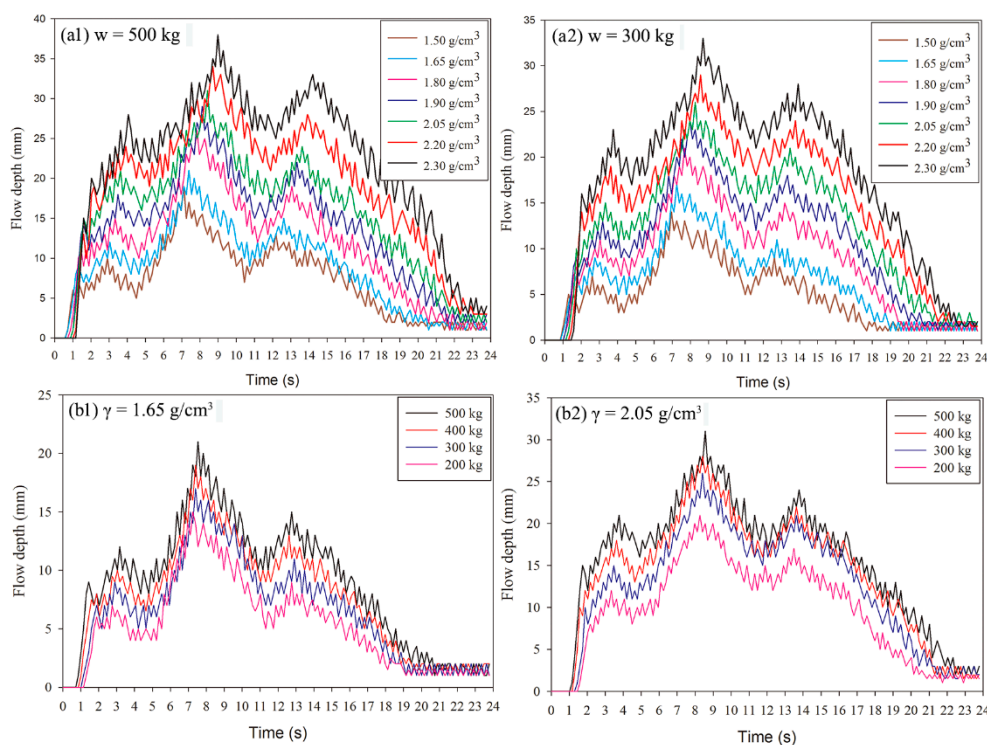 (a1) w = 500 kg
40
35
30
25
20
15
10
5
0
Flow depth (mm)
1.50 g/cm³
1.65 g/cm³
1.80 g/cm³
1.90 g/cm³
2.05 g/cm³
2.20 g/cm³
2.30 g/cm³
0 1 2 3 4 5 6 7 8 9 10 11 12 13 14 15 16 17 18 19 20 21 22 23 24
Time (s)
(a2) w = 300 kg
35
30
25
20
15
10
5
0
Flow depth (mm)
1.50 g/cm³
1.65 g/cm³
1.80 g/cm³
1.90 g/cm³
2.05 g/cm³
2.20 g/cm³
2.30 g/cm³
0 1 2 3 4 5 6 7 8 9 10 11 12 13 14 15 16 17 18 19 20 21 22 23 24
Time (s)
(b1) γ = 1.65 g/cm³
25
20
15
10
5
0
Flow depth (mm)
500 kg
400 kg
300 kg
200 kg
0 1 2 3 4 5 6 7 8 9 10 11 12 13 14 15 16 17 18 19 20 21 22 23 24
Time (s)
(b2) γ = 2.05 g/cm³
35
30
25
20
15
10
5
0
Flow depth (mm)
500 kg
400 kg
300 kg
200 kg
0 1 2 3 4 5 6 7 8 9 10 11 12 13 14 15 16 17 18 19 20 21 22 23 24
Time (s)